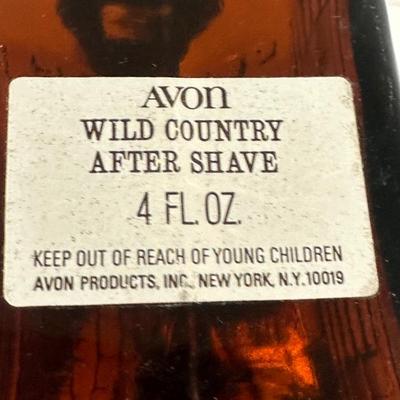 AVON
WILD COUNTRY
AFTER SHAVE
4 FL. OZ.
KEEP OUT OF REACH OF YOUNG CHILDREN
AVON PRODUCTS, INC., NEW YORK, N.Y. 10019